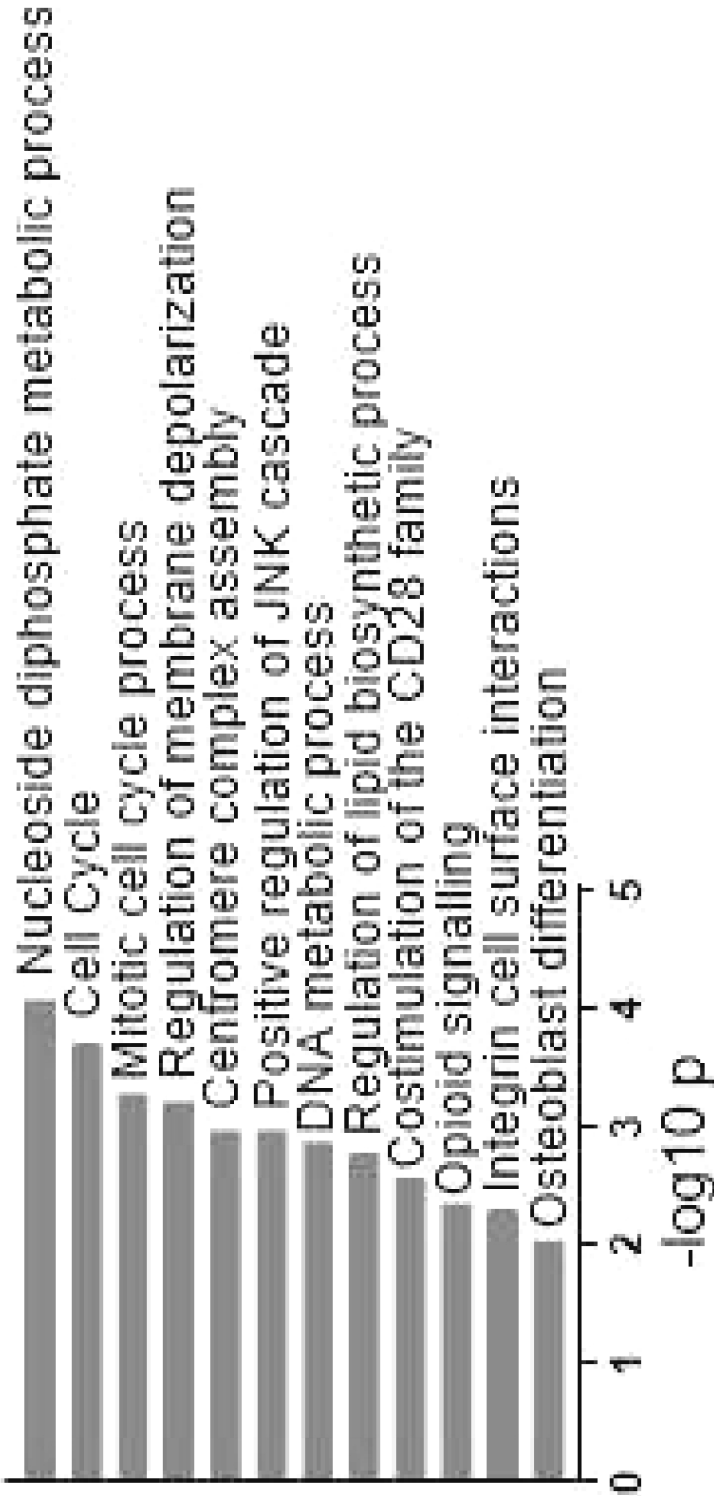 Nucleoside diphosphate metabolic process
Cell Cycle
Mitotic cell cycle process
Regulation of membrane depolarization
Centromere complex assembly
Positive regulation of JNK cascade
DNA metabolic process
Regulation of lipid biosynthetic process
Costimulation of the CD28 family
Opioid signalling
Integrin cell surface interactions
Osteoblast differentiation
0 1 2 3 4 5
-log10 p